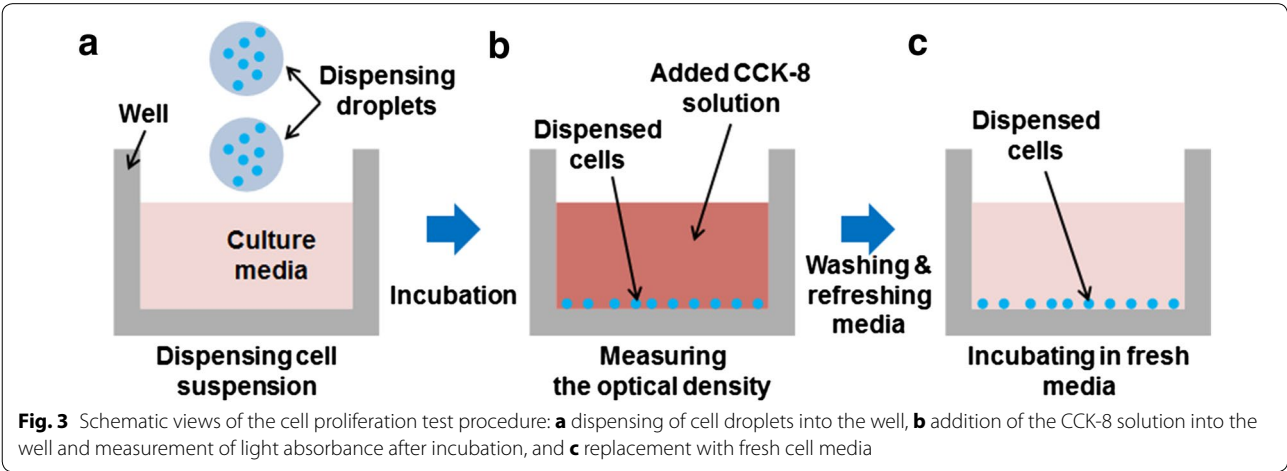 a
Dispensing
droplets
Well
Culture
media
Dispensing cell
suspension
Incubation
b
Added CCK-8
solution
Dispensed
cells
Measuring
the optical density
Washing &
refreshing
media
c
Dispensed
cells
Incubating in fresh
media
Fig. 3 Schematic views of the cell proliferation test procedure: a dispensing of cell droplets into the well, b addition of the CCK-8 solution into the
well and measurement of light absorbance after incubation, and c replacement with fresh cell media